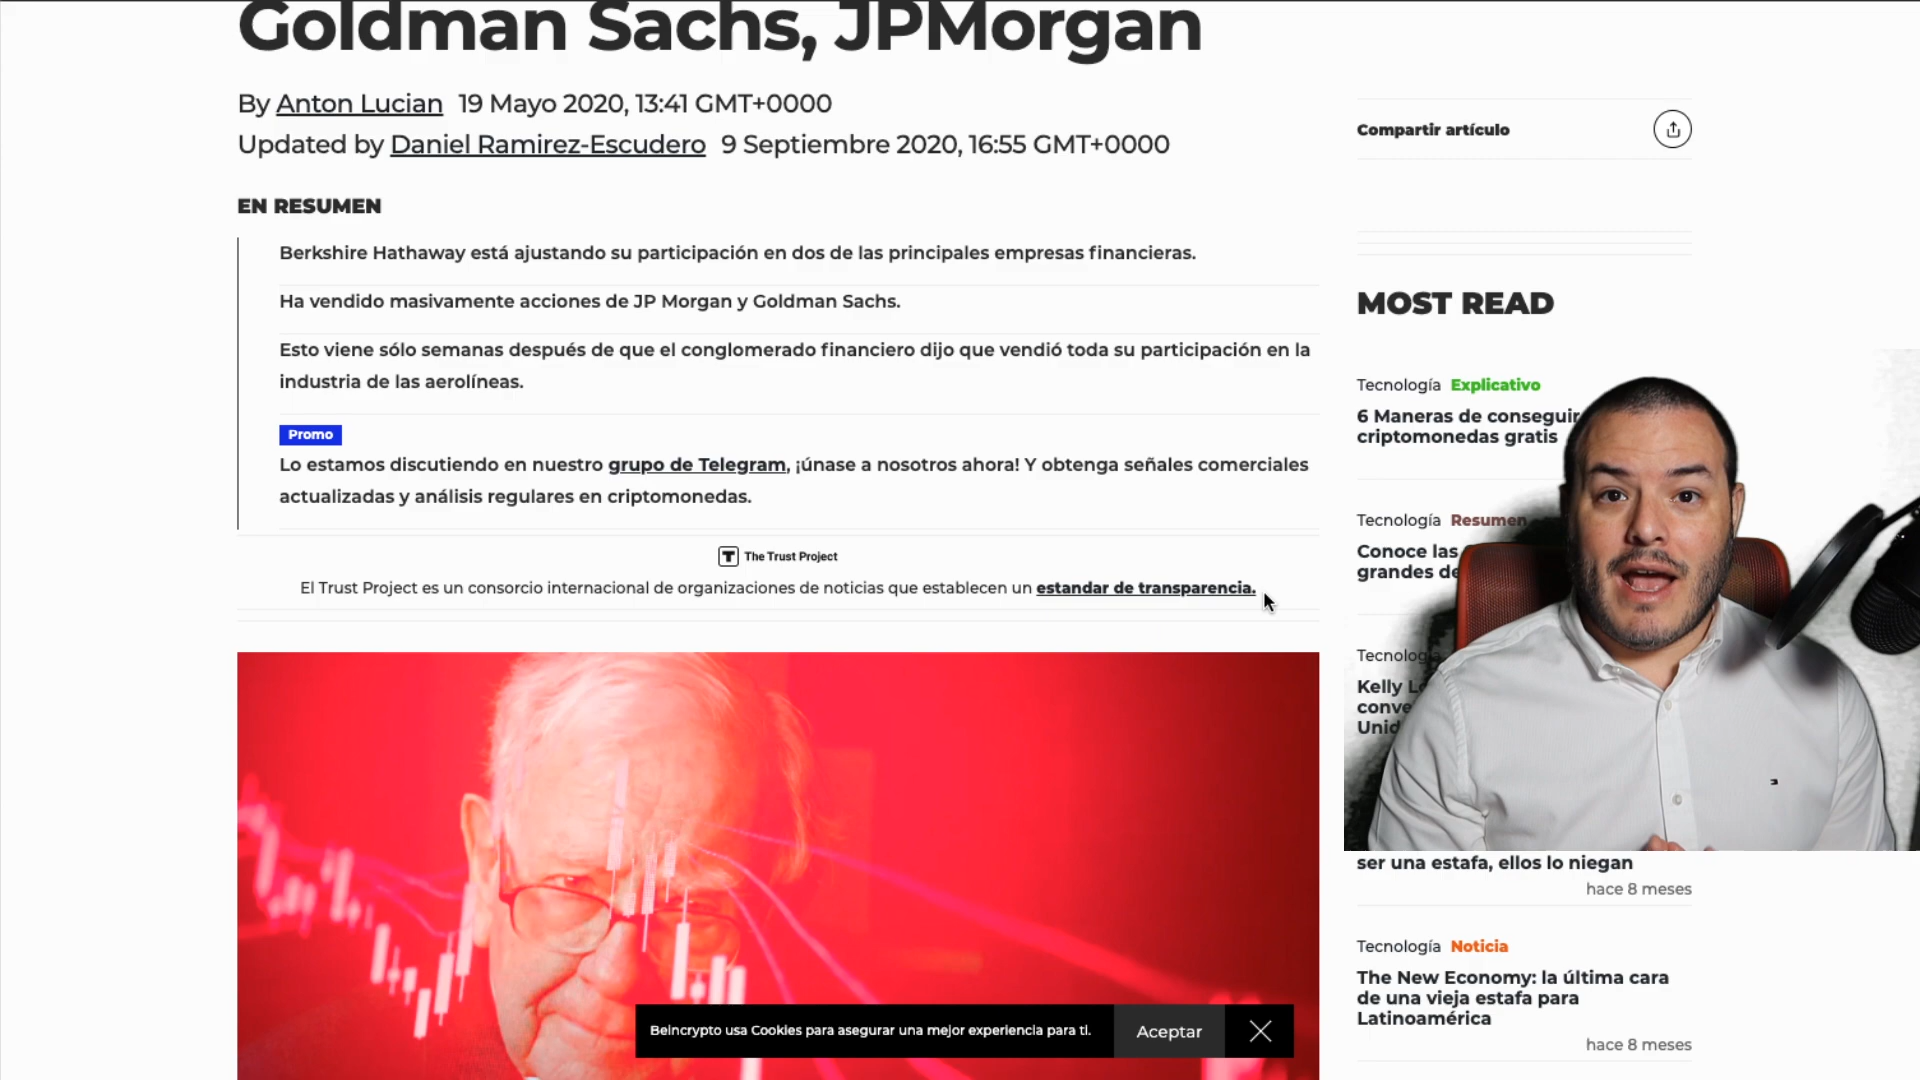 Goldman Sachs, JPMorgan
By Anton Lucian 19 Mayo 2020, 13:41 GMT+0000
Updated by Daniel Ramirez-Escudero 9 Septiembre 2020, 16:55 GMT+0000
EN RESUMEN
Berkshire Hathaway está ajustando su participación en dos de las principales empresas financieras.
Ha vendido masivamente acciones de JP Morgan y Goldman Sachs.
Esto viene sólo semanas después de que el conglomerado financiero dijo que vendió toda su participación en la
industria de las aerolíneas.
Promo
Lo estamos discutiendo en nuestro grupo de Telegram, ¡únase a nosotros ahora! Y obtenga señales comerciales
actualizadas y análisis regulares en criptomonedas.
T The Trust Project
El Trust Project es un consorcio internacional de organizaciones de noticias que establecen un estandar de transparencia.
BeIncrypto usa Cookies para asegurar una mejor experiencia para ti.
Aceptar
Compartir artículo
MOST READ
Tecnología Explicativo
6 Maneras de conseguir
criptomonedas gratis
Tecnología Resumen
Conoce las
grandes
Tecnología
Kelly
ser una estafa, ellos lo niegan
hace 8 meses
Tecnología Noticia
The New Economy: la última cara
de una vieja estafa para
Latinoamérica
hace 8 meses